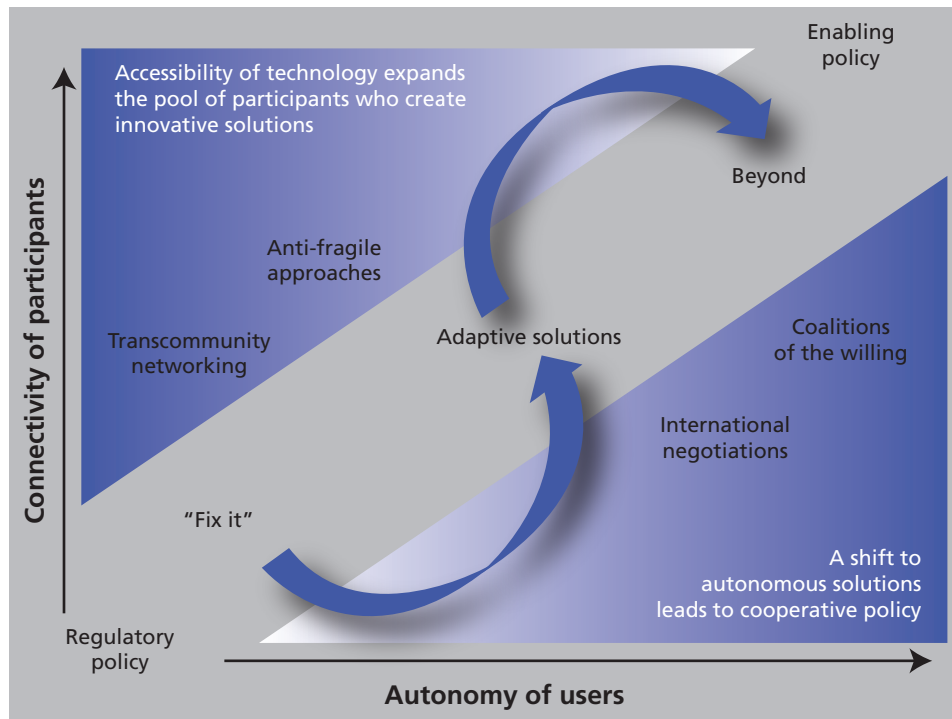 Enabling
policy
Accessibility of technology expands
the pool of participants who create
innovative solutions
Beyond
Anti-fragile
approaches
Transcommunity
networking
Adaptive solutions
Coalitions
of the willing
International
negotiations
"Fix it"
A shift to
autonomous solutions
leads to cooperative policy
Regulatory
policy
Connectivity of participants
Autonomy of users